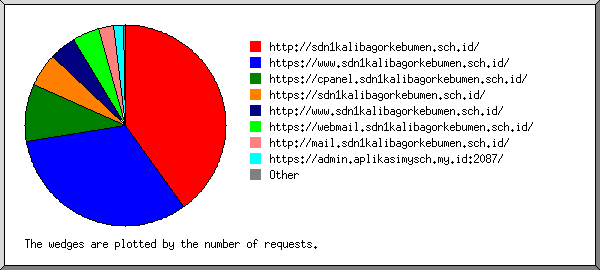 http://sdn1kalibagorkebumen.sch.id/
https://www.sdn1kalibagorkebumen.sch.id/
https://cpanel.sdn1kalibagorkebumen.sch.id/
https://sdn1kalibagorkebumen.sch.id/
http://www.sdn1kalibagorkebumen.sch.id/
https://webmail.sdn1kalibagorkebumen.sch.id/
http://mail.sdn1kalibagorkebumen.sch.id/
https://admin.aplikasimysch.my.id:2087/
Other
The wedges are plotted by the number of requests.